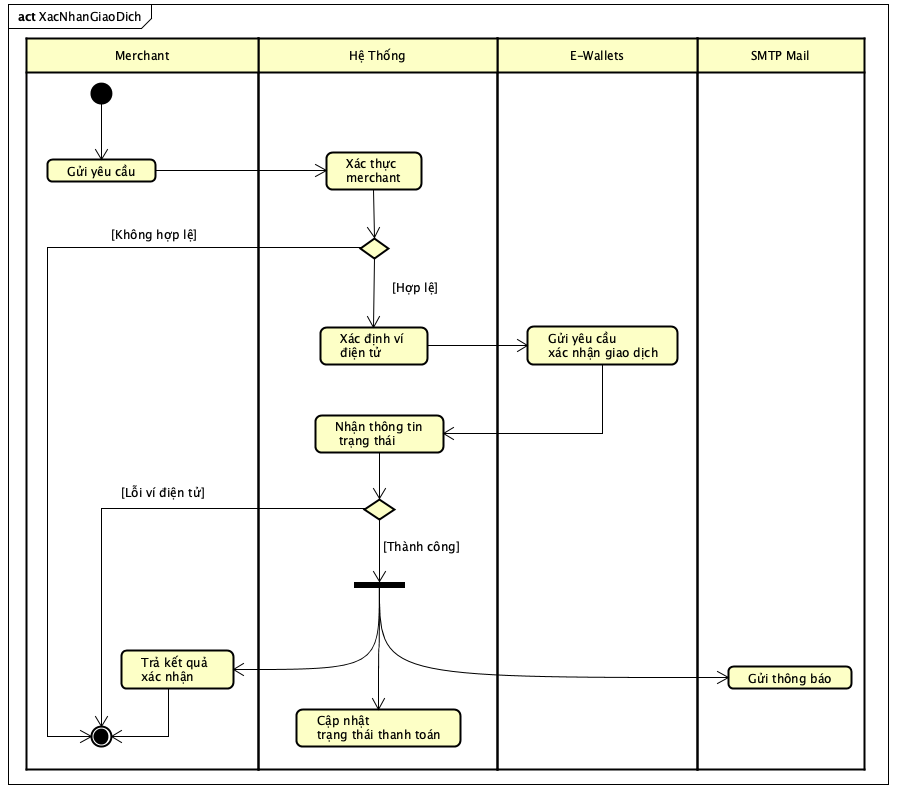 act XacNhanGiaoDich
Merchant
Hệ Thống
E-Wallets
SMTP Mail
Gửi yêu cầu
Xác thực
merchant
[Không hợp lệ]
[Hợp lệ]
Xác định ví
điện tử
Gửi yêu cầu
xác nhận giao dịch
Nhận thông tin
trạng thái
[Lỗi ví điện tử]
[Thành công]
Trả kết quả
xác nhận
Gửi thông báo
Cập nhật
trạng thái thanh toán